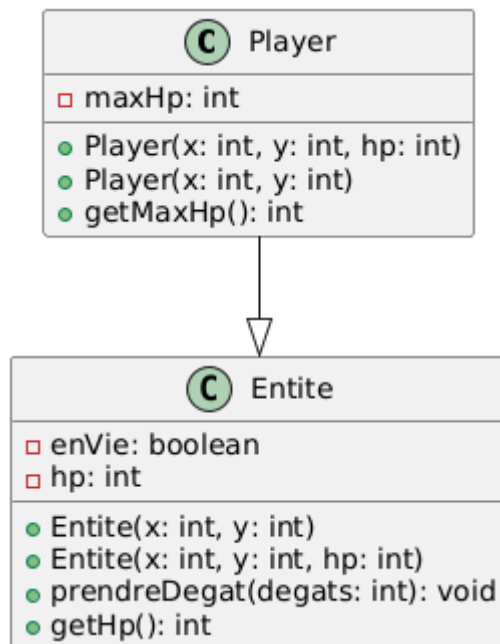 C Player
maxHp: int
Player(x: int, y: int, hp: int)
Player(x: int, y: int)
getMaxHp(): int
C Entite
enVie: boolean
hp: int
Entite(x: int, y: int)
Entite(x: int, y: int, hp: int)
prendreDegat(degats: int): void
getHp(): int